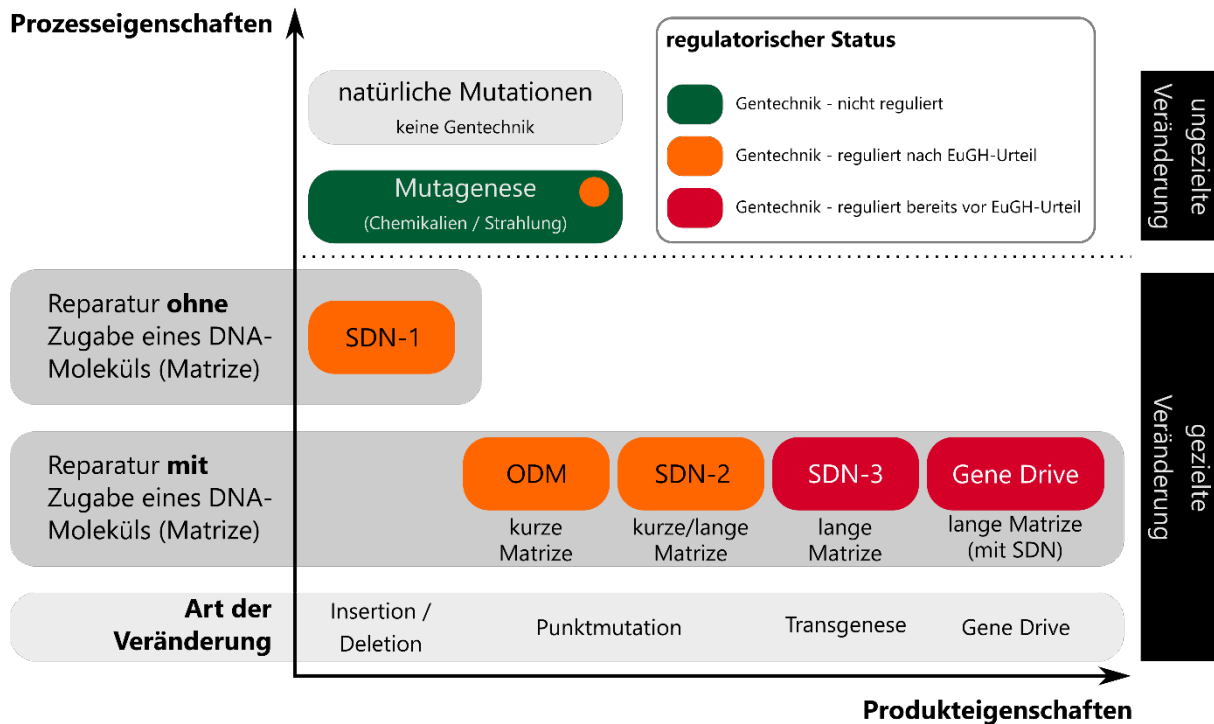 Prozesseigenschaften
natürliche Mutationen
keine Gentechnik
Mutagenese
(Chemikalien / Strahlung)
regulatorischer Status
Gentechnik - nicht reguliert
Gentechnik - reguliert nach EuGH-Urteil
Gentechnik - reguliert bereits vor EuGH-Urteil
ungezielte
Veränderung
Reparatur ohne
Zugabe eines DNA-
Moleküls (Matrize)
SDN-1
Reparatur mit
Zugabe eines DNA-
Moleküls (Matrize)
ODM
kurze
Matrize
SDN-2
kurze/lange
Matrize
SDN-3
lange
Matrize
Gene Drive
lange Matrize
(mit SDN)
gezielte
Veränderung
Art der
Veränderung
Insertion /
Deletion
Punktmutation
Transgenese
Gene Drive
Produkteigenschaften